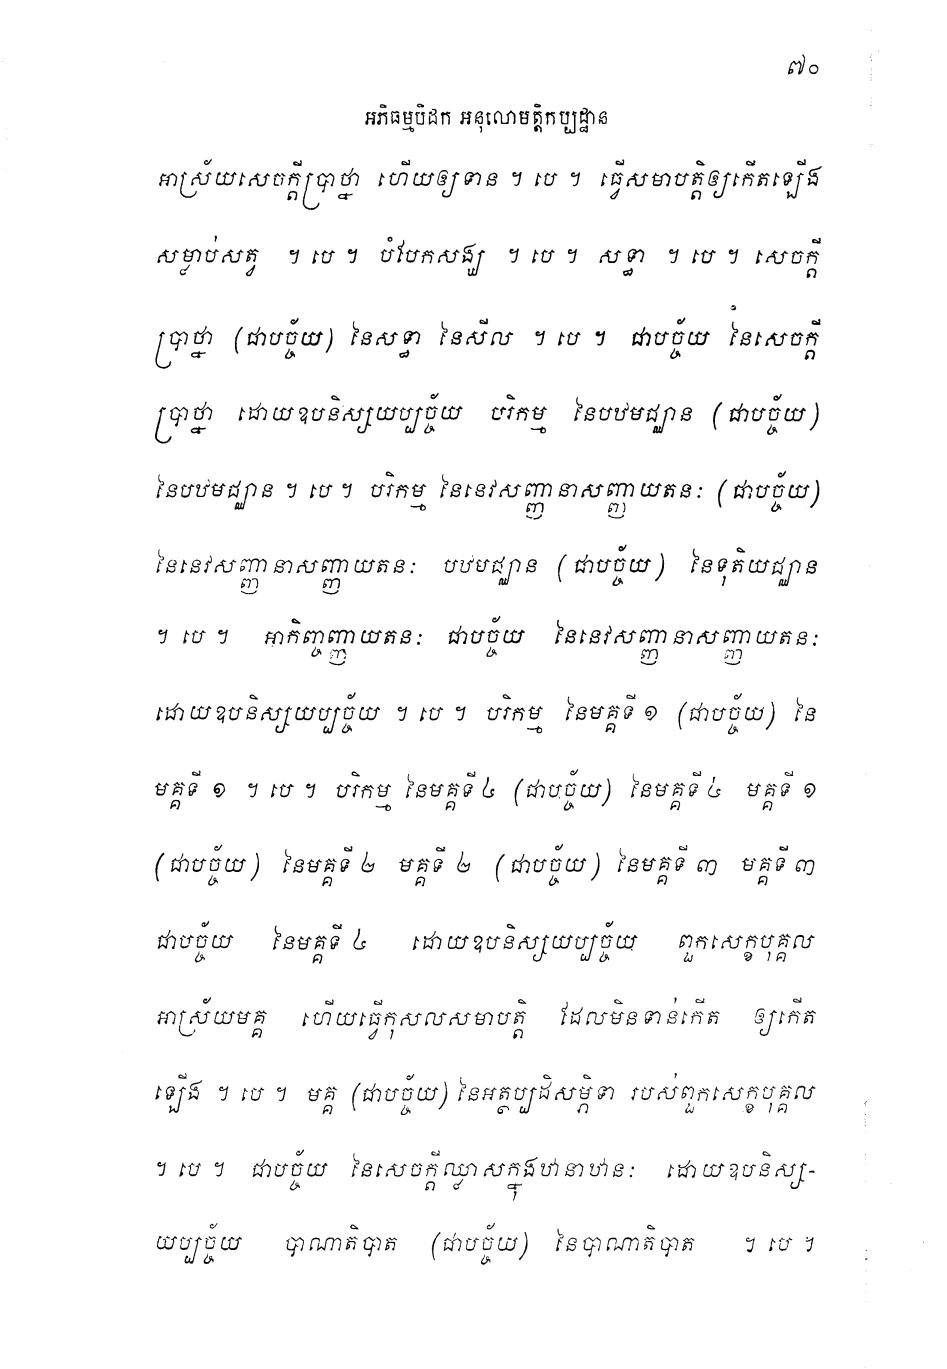 ៧០
អភិធម្មបិដក អនុលោមត្តិកប្បដ្ឋាន
អាស្រ័យសេចក្តីប្រាថ្នា ហើយឲ្យទាន ។ បេ ។ ធ្វើសមាបត្តិឲ្យកើតឡើង
សម្លាប់សត្វ ។ បេ ។ បំបែកសង្ឃ ។ បេ ។ សទ្ធា ។ បេ ។ សេចក្តី
ប្រាថ្នា (ជាបច្ច័យ) នៃសទ្ធា នៃសីល ។ បេ ។ ជាបច្ច័យ នៃសេចក្តី
ប្រាថ្នា ដោយឧបនិស្សយប្បច្ច័យ បរិកម្ម នៃបឋមជ្ឈាន (ជាបច្ច័យ)
នៃបឋមជ្ឈាន ។ បេ ។ បរិកម្ម នៃនេវសញ្ញានាសញ្ញាយតនៈ (ជាបច្ច័យ)
នៃនេវសញ្ញានាសញ្ញាយតនៈ បឋមជ្ឈាន (ជាបច្ច័យ) នៃទុតិយជ្ឈាន
។ បេ ។ អាកិញ្ចញ្ញាយតនៈ ជាបច្ច័យ នៃនេវសញ្ញានាសញ្ញាយតនៈ
ដោយឧបនិស្សយប្បច្ច័យ ។ បេ ។ បរិកម្ម នៃមគ្គទី ១ (ជាបច្ច័យ) នៃ
មគ្គទី ១ ។ បេ ។ បរិកម្ម នៃមគ្គទី ៤ (ជាបច្ច័យ) នៃមគ្គទី ៤ មគ្គទី ១
(ជាបច្ច័យ) នៃមគ្គទី ២ មគ្គទី ២ (ជាបច្ច័យ) នៃមគ្គទី ៣ មគ្គទី ៣
ជាបច្ច័យ នៃមគ្គទី ៤ ដោយឧបនិស្សយប្បច្ច័យ ពួកសេក្ខបុគ្គល
អាស្រ័យមគ្គ ហើយធ្វើកុសលសមាបត្តិ ដែលមិនទាន់កើត ឲ្យកើត
ឡើង ។ បេ ។ មគ្គ (ជាបច្ច័យ) នៃអត្ថប្បដិសម្ភិទា របស់ពួកសេក្ខបុគ្គល
។ បេ ។ ជាបច្ច័យ នៃសេចក្តីឈ្លាសក្នុងឋានាឋានៈ ដោយឧបនិស្ស-
យប្បច្ច័យ បាណាតិបាត (ជាបច្ច័យ) នៃបាណាតិបាត ។ បេ ។